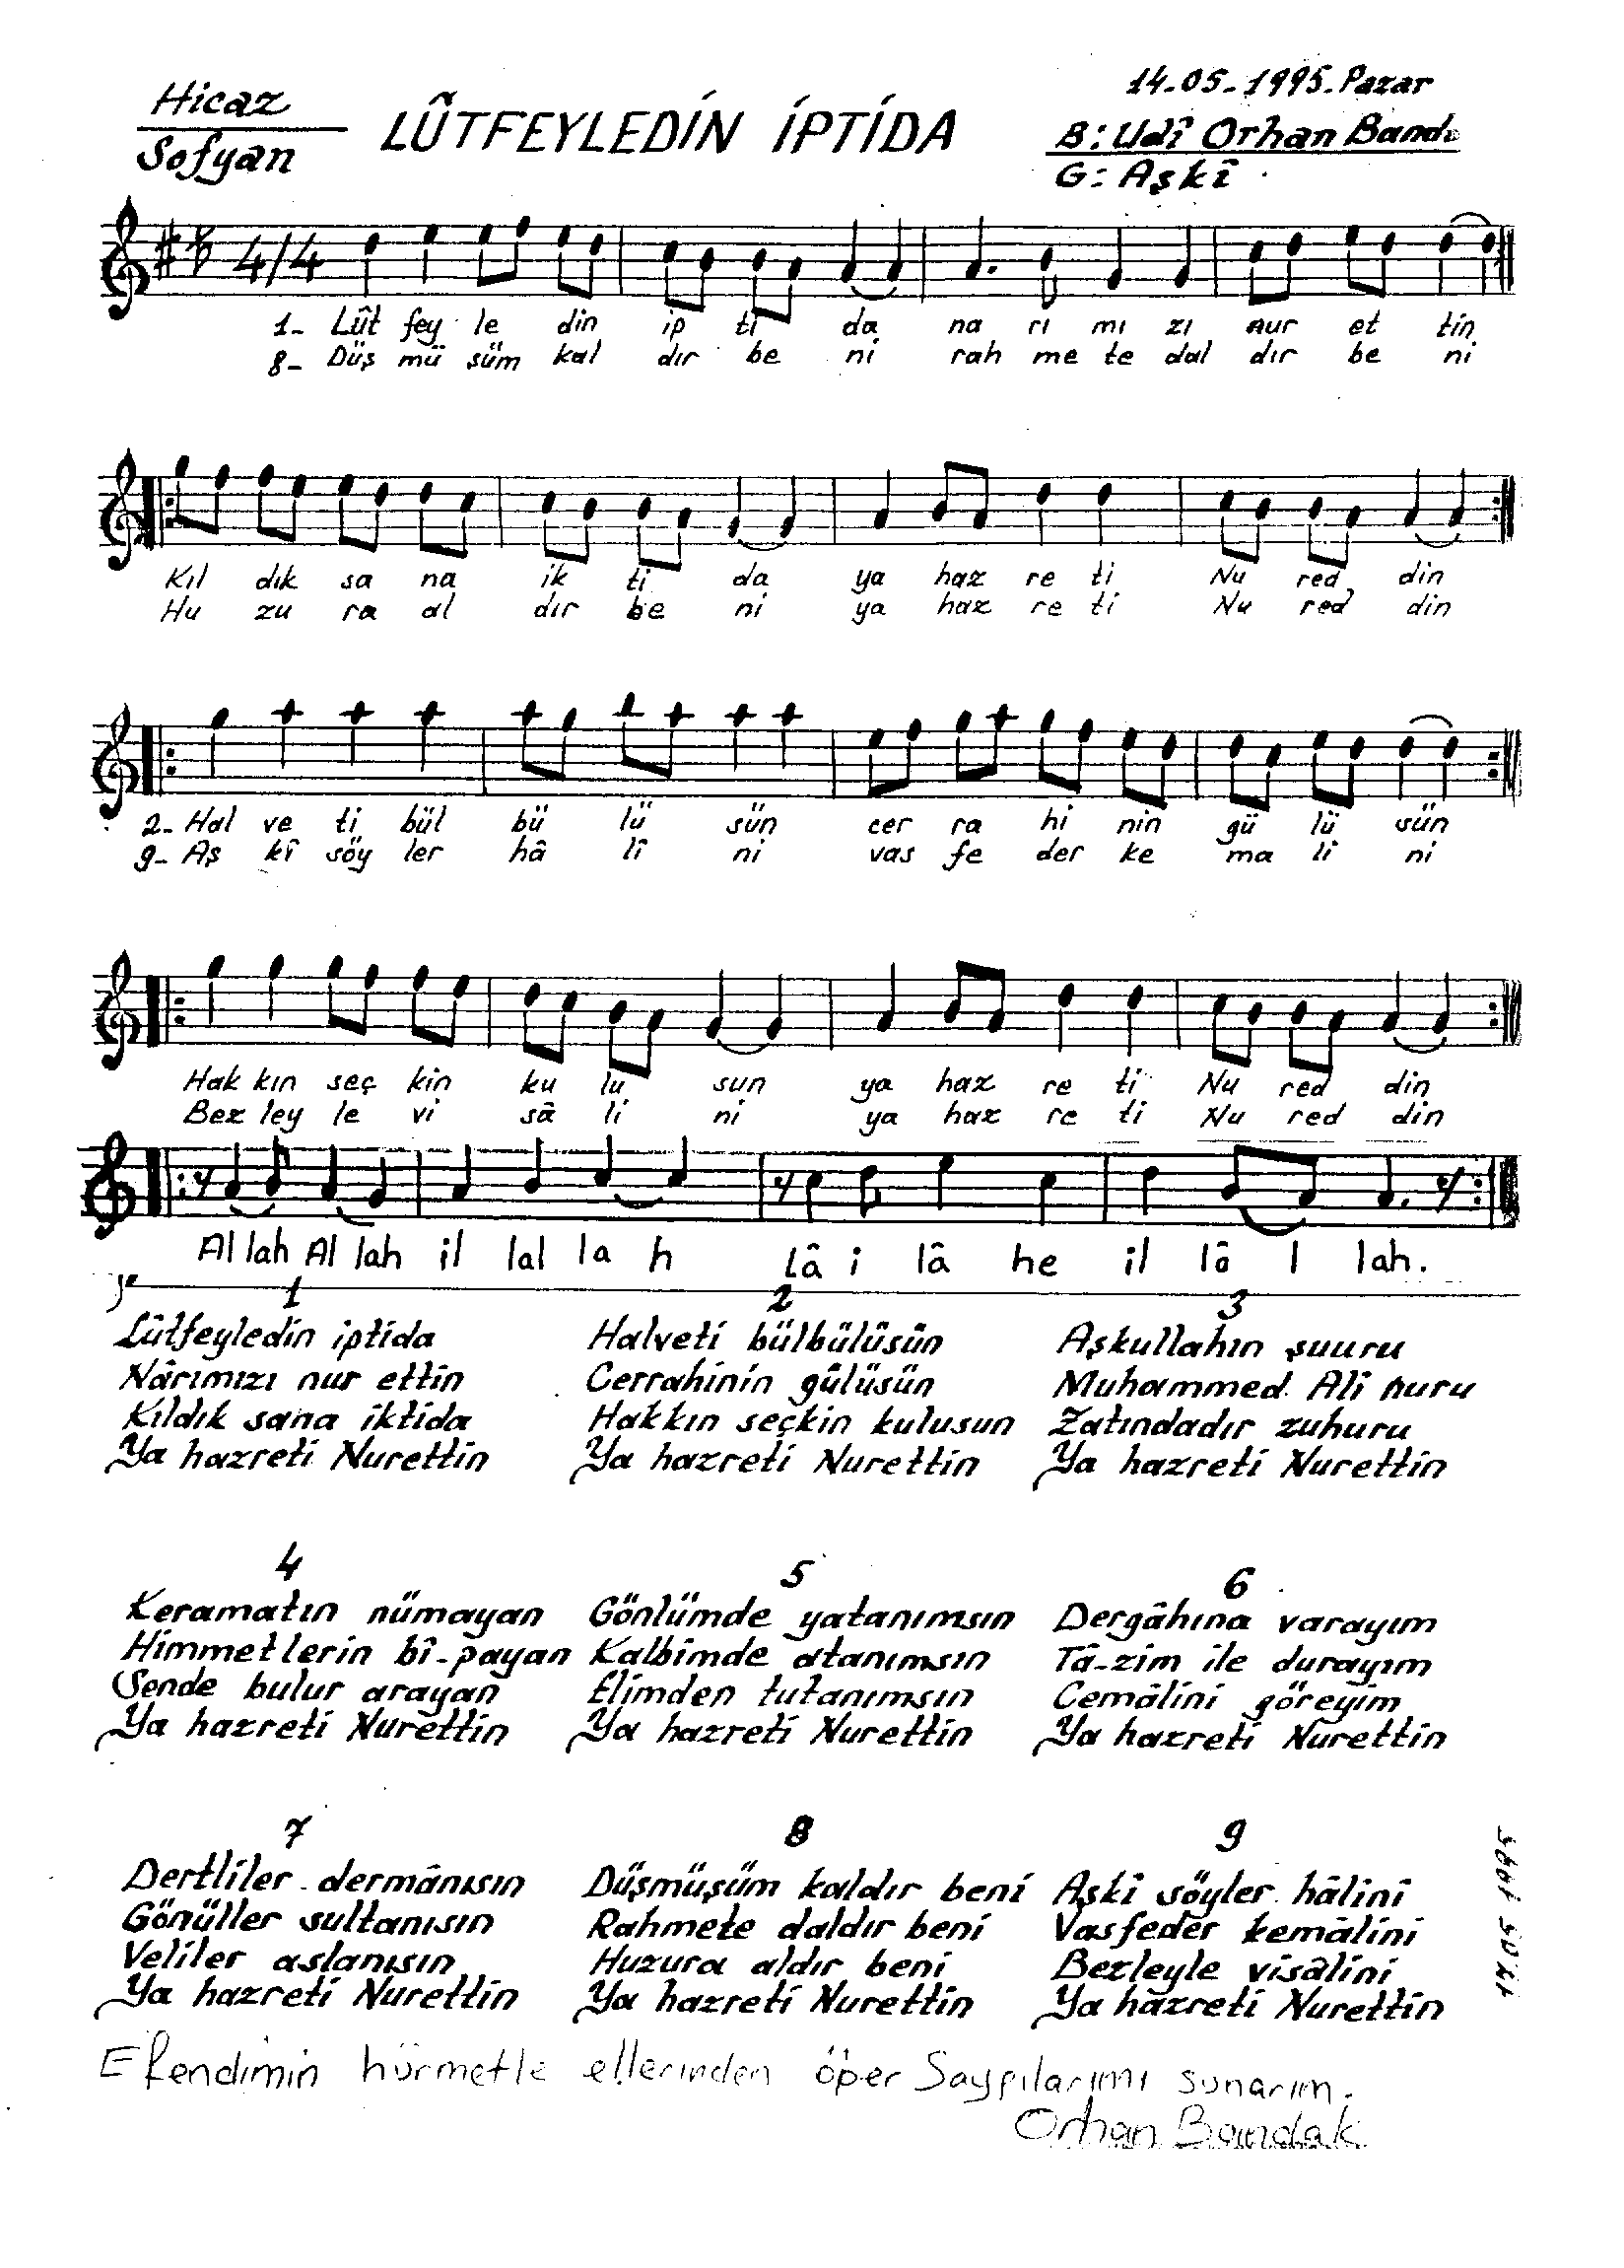 Hicaz
Sofyan
LÛTFEYLEDİN İPTİDA
14-05-1995-Pazar
B: Udî Orhan Band
G: Aşkî
4/4
1- Lût fey le din ip ti da na rı mı zı nur et tin
8- Düş mü şüm kal dır be ni rah me te dal dır be ni
Kıl dık sa na ik ti da ya haz re ti Nu red din
Hu zu ra al dır be ni ya haz re ti Nu red din
2- Hal ve ti bül bü lü sün cer ra hi nin gü lü sün
9- Aş kî söy ler hâ lî ni vas fe der ke ma li ni
Hak kın seç kin ku lu sun ya haz re ti Nu red din
Bez ley le vi sâ li ni ya haz re ti Nu red din
Al lah Al lah il lal la h lâ i lâ he il lâ l lah.
1
Lûtfeyledin iptida
Nârımızı nur ettin
Kıldık sana iktida
Ya hazreti Nurettin
2
Halveti bülbülüsün
Cerrahinin gülüsün
Hakkın seçkin kulusun
Ya hazreti Nurettin
3
Aşkullahın şuuru
Muhammed Alî nuru
Zatındadır zuhuru
Ya hazreti Nurettin
4
Keramatın nümayan
Himmetlerin bî-payan
Sende bulur arayan
Ya hazreti Nurettin
5
Gönlümde yatanımsın
Kalbimde atanımsın
Elimden tutanımsın
Ya hazreti Nurettin
6
Dergâhına varayım
Tâ-zim ile durayım
Cemâlini göreyim
Ya hazreti Nurettin
7
Dertliler dermânısın
Gönüller sultanısın
Veliler aslanısın
Ya hazreti Nurettin
8
Düşmüşüm kaldır beni
Rahmete daldır beni
Huzura aldır beni
Ya hazreti Nurettin
9
Aşkî söyler hâlinî
Vasfeder kemâlini
Bezleyle visâlini
Ya hazreti Nurettin
Efendimin hürmetle ellerinden öper Saygılarımı sunarım.
Orhan Bandak